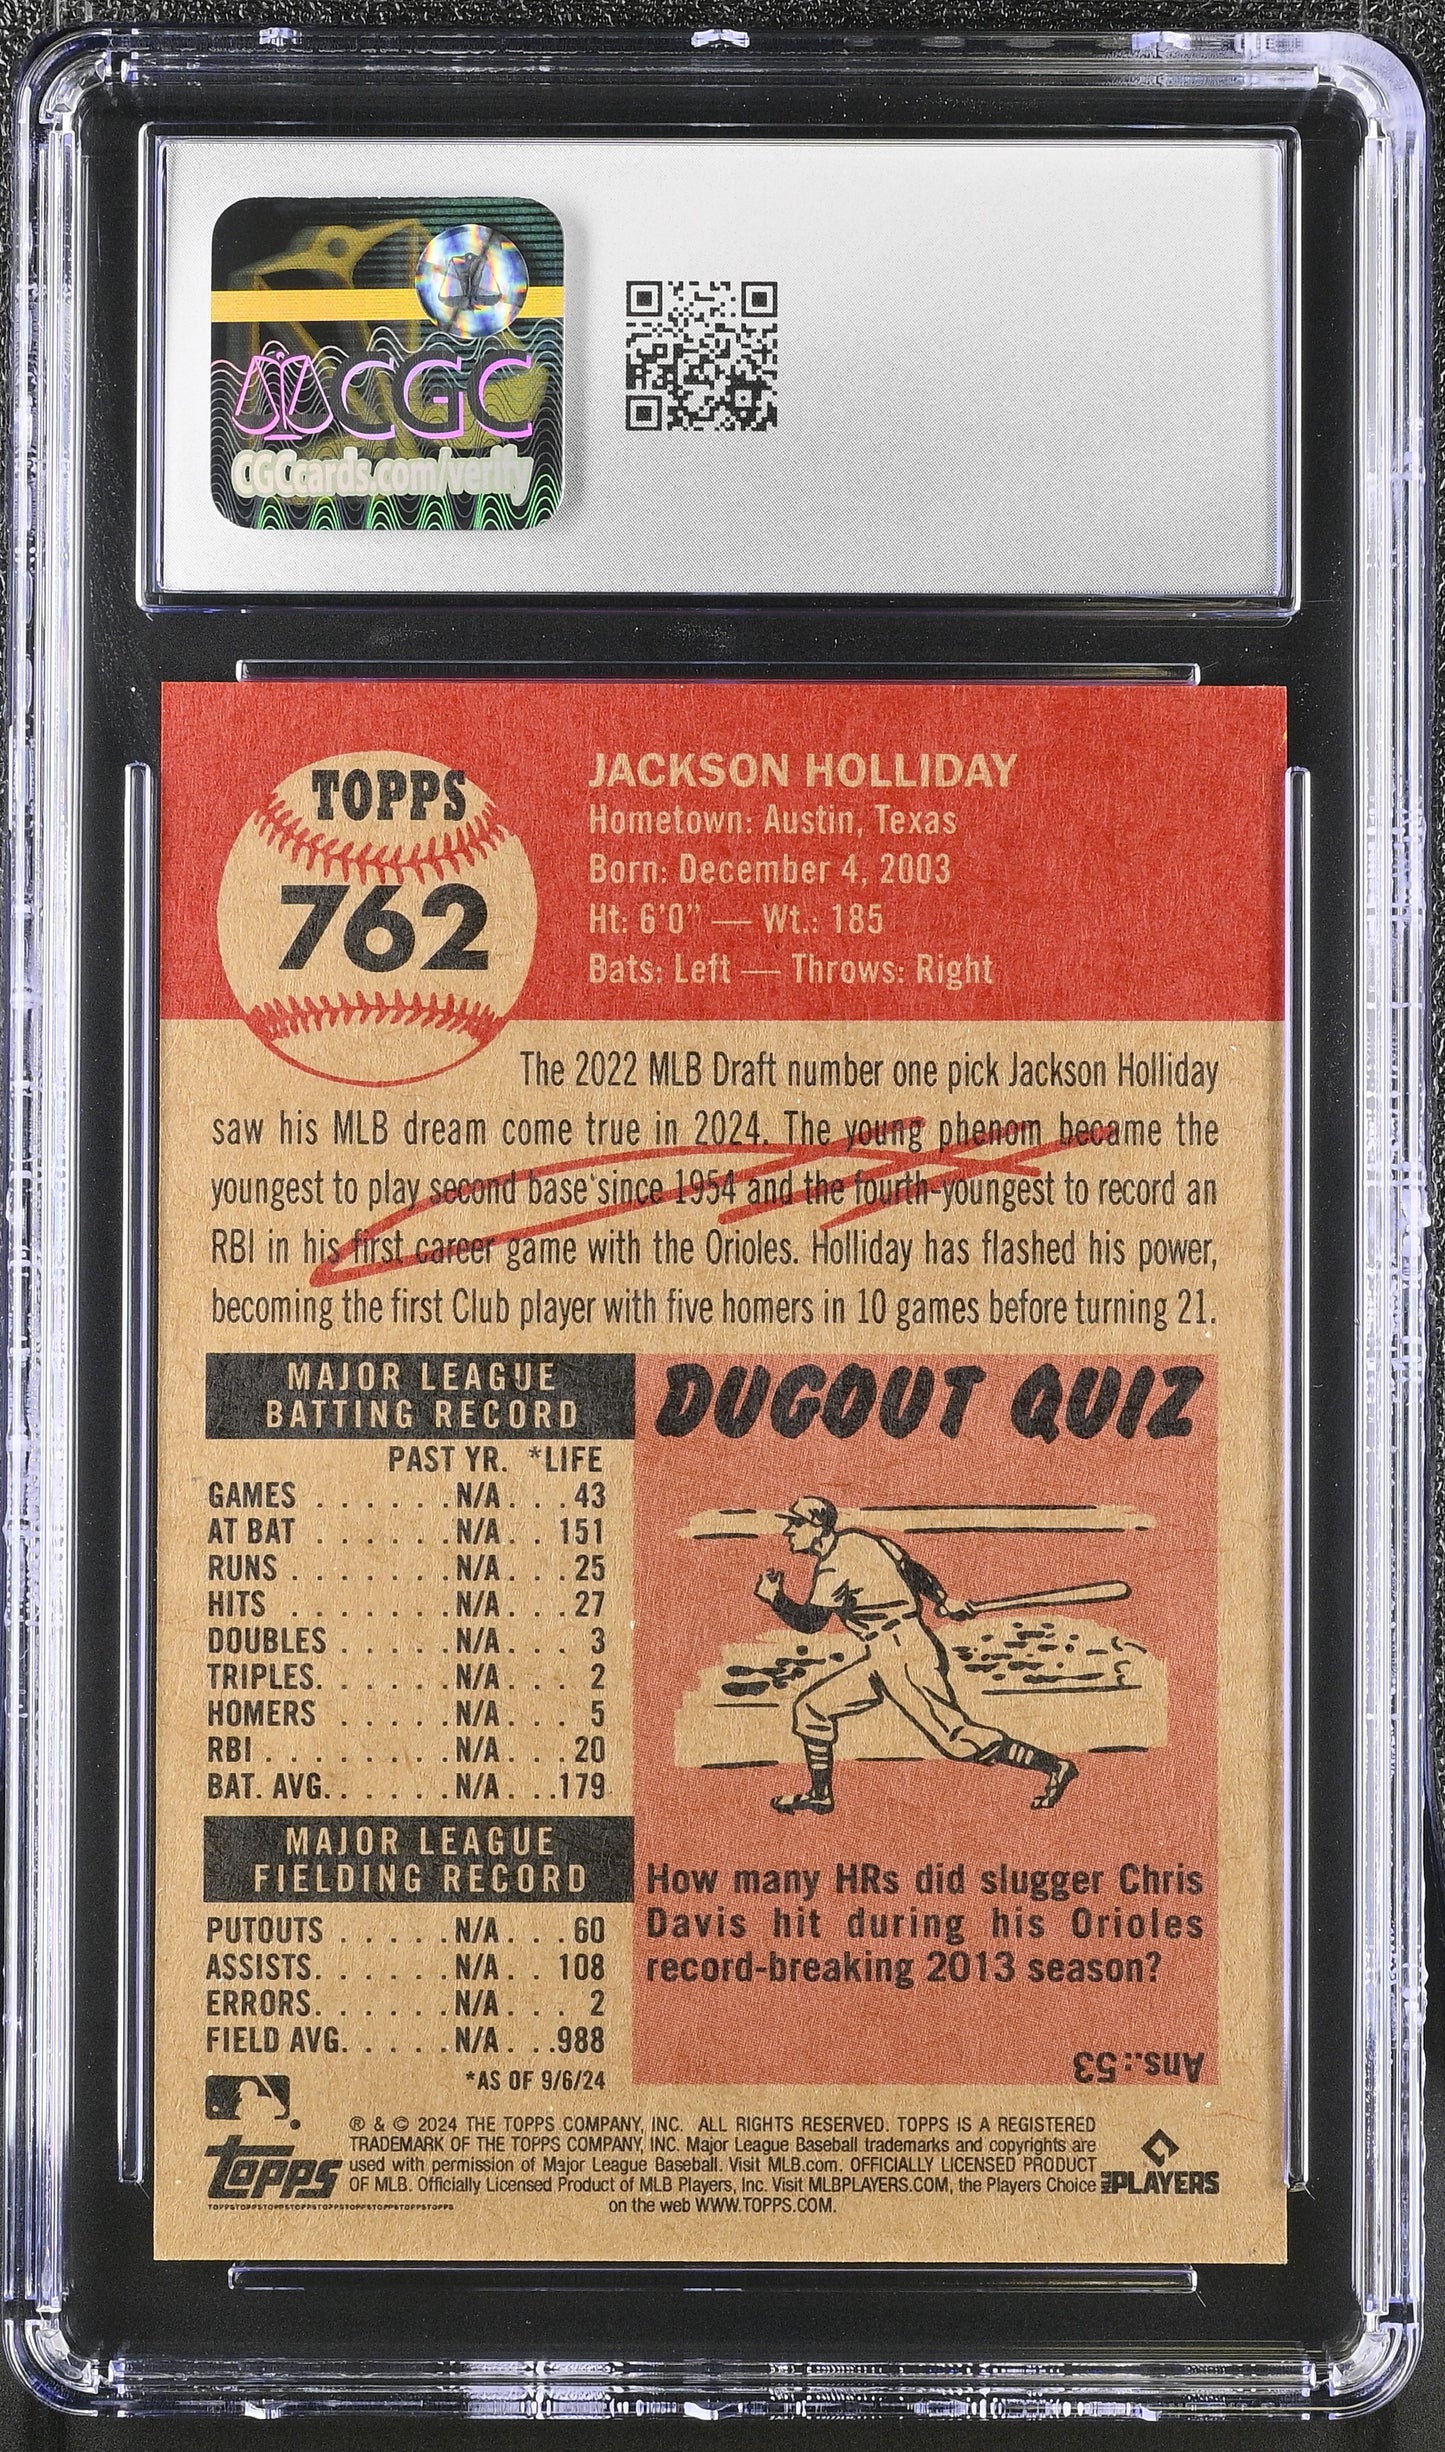 CGC
CGCcards.com/verify
TOPPS
762
JACKSON HOLLIDAY
Hometown: Austin, Texas
Born: December 4, 2003
Ht: 6'0" — Wt.: 185
Bats: Left — Throws: Right
The 2022 MLB Draft number one pick Jackson Holliday
saw his MLB dream come true in 2024. The young phenom became the
youngest to play second base since 1954 and the fourth-youngest to record an
RBI in his first career game with the Orioles. Holliday has flashed his power,
becoming the first Club player with five homers in 10 games before turning 21.
MAJOR LEAGUE
BATTING RECORD
PAST YR. *LIFE
GAMES . . . . . . . N/A . . . 43
AT BAT . . . . . . . N/A . . 151
RUNS . . . . . . . . N/A . . . 25
HITS . . . . . . . . N/A . . . 27
DOUBLES . . . . . N/A . . . 3
TRIPLES. . . . . . . N/A . . . 2
HOMERS . . . . . N/A . . . 5
RBI . . . . . . . . . N/A . . . 20
BAT. AVG. . . . . . N/A . . .179
MAJOR LEAGUE
FIELDING RECORD
PUTOUTS . . . . . N/A . . . 60
ASSISTS. . . . . . N/A . . 108
ERRORS. . . . . . N/A . . . 2
FIELD AVG. . . . . N/A . . .988
*AS OF 9/6/24
DUGOUT QUIZ
How many HRs did slugger Chris
Davis hit during his Orioles
record-breaking 2013 season?
Ans.: 53
® & © 2024 THE TOPPS COMPANY, INC. ALL RIGHTS RESERVED. TOPPS IS A REGISTERED
TRADEMARK OF THE TOPPS COMPANY, INC. Major League Baseball trademarks and copyrights are
used with permission of Major League Baseball. Visit MLB.com. OFFICIALLY LICENSED PRODUCT
OF MLB. Officially Licensed Product of MLB Players, Inc. Visit MLBPLAYERS.COM, the Players Choice
on the web WWW.TOPPS.COM.
topps
TOPPSTOPPSTOPPSTOPPSTOPPSTOPPSTOPPSTOPPS
MLB PLAYERS